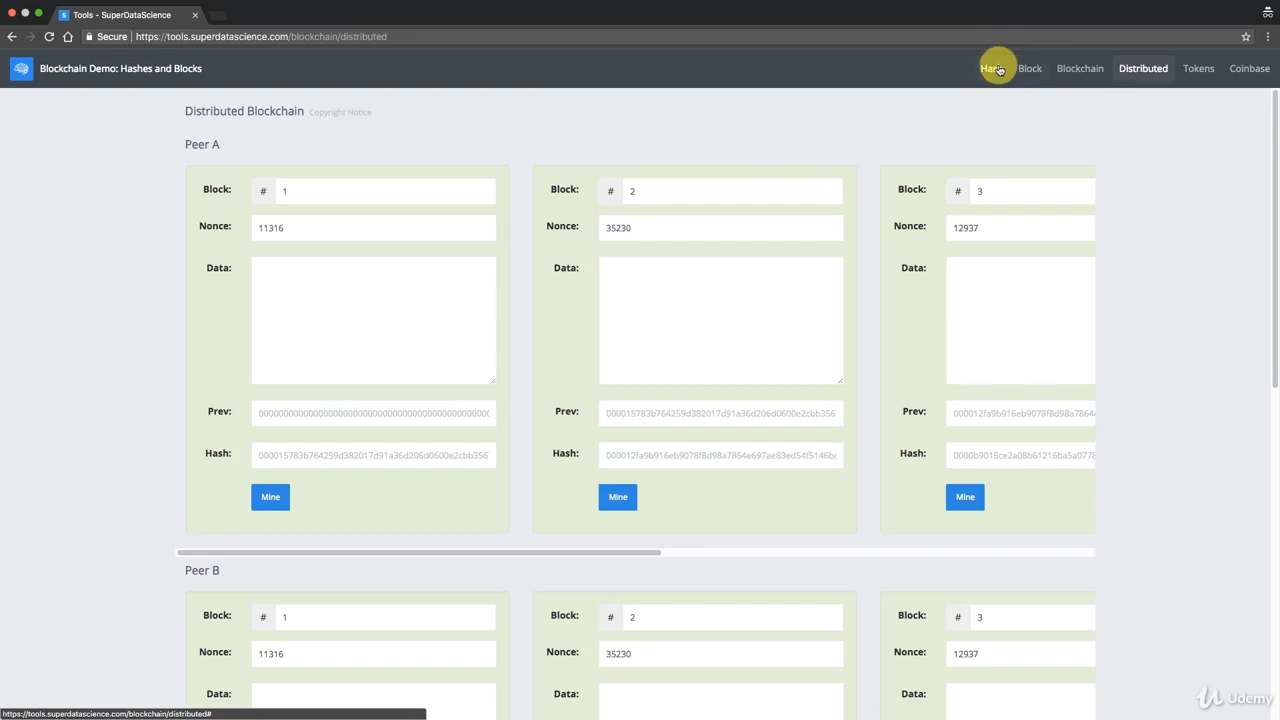 Tools - SuperDataScience
Secure | https://tools.superdatascience.com/blockchain/distributed
Blockchain Demo: Hashes and Blocks
Hash Block Blockchain Distributed Tokens Coinbase
Distributed Blockchain Copyright Notice
Peer A
Block: # 1 Block: # 2 Block: # 3
Nonce: 11316 Nonce: 35230 Nonce: 12937
Data: Data: Data:
Prev: Prev: 000015783b764259d382017d91a36d206d0600e2cbb356 Prev: 000012fa9b916eb9078f8d98a7864
Hash: 000015783b764259d382017d91a36d206d0600e2cbb356 Hash: 000012fa9b916eb9078f8d98a7864e697ae83ed54f5146b Hash: 0000b9015ce2a08b61216ba5a0778
Mine Mine Mine
Peer B
Block: # 1 Block: # 2 Block: # 3
Nonce: 11316 Nonce: 35230 Nonce: 12937
Data: Data: Data:
https://tools.superdatascience.com/blockchain/distributed#
Udemy